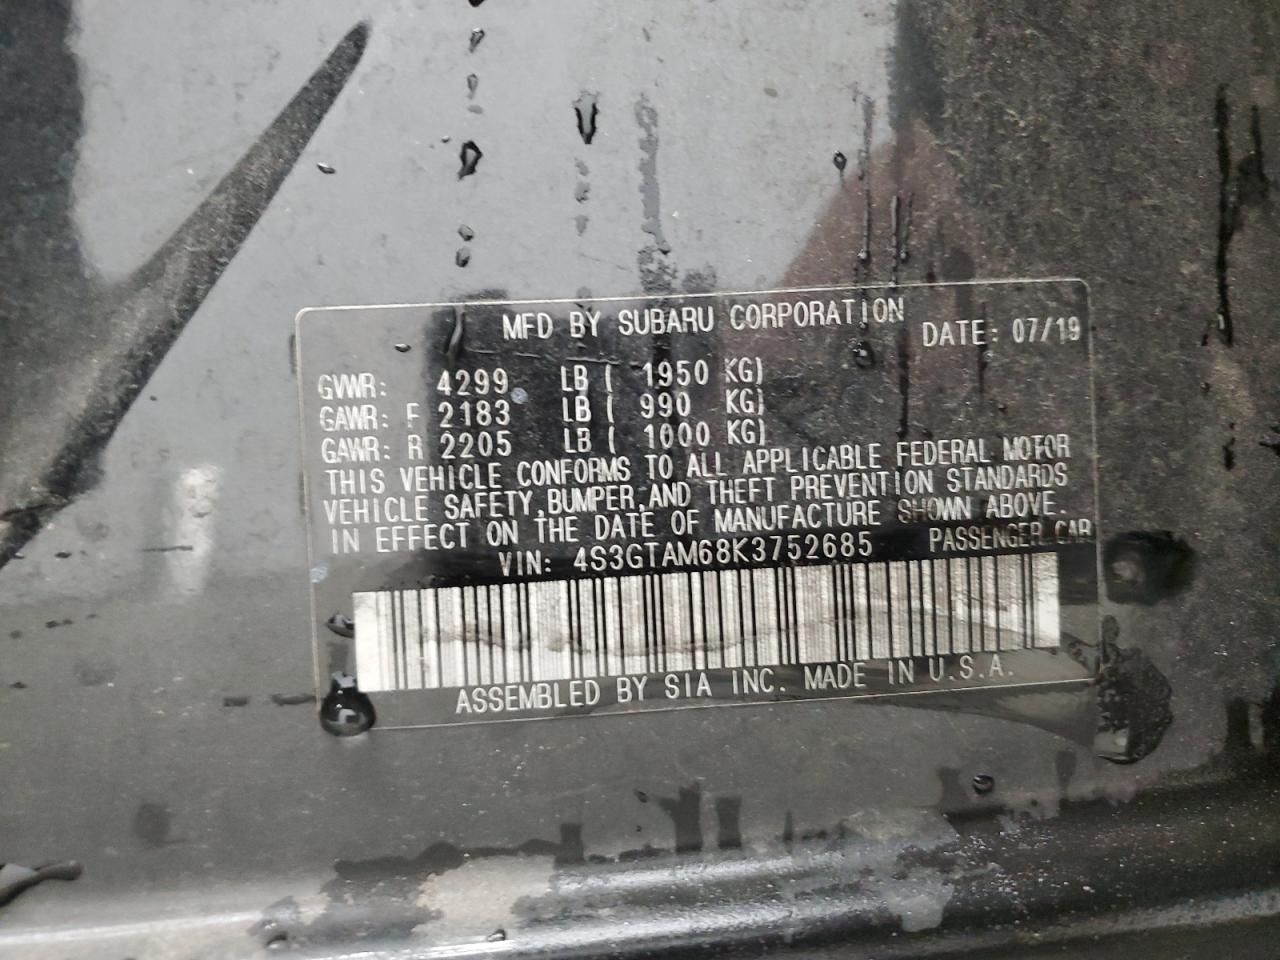 MFD BY SUBARU CORPORATION DATE: 07/19
GVWR: 4299 LB ( 1950 KG)
GAWR: F 2183 LB ( 990 KG)
GAWR: R 2205 LB ( 1000 KG)
THIS VEHICLE CONFORMS TO ALL APPLICABLE FEDERAL MOTOR
VEHICLE SAFETY,BUMPER,AND THEFT PREVENTION STANDARDS
IN EFFECT ON THE DATE OF MANUFACTURE SHOWN ABOVE.
VIN: 4S3GTAM68K3752685 PASSENGER CAR
ASSEMBLED BY SIA INC. MADE IN U.S.A.